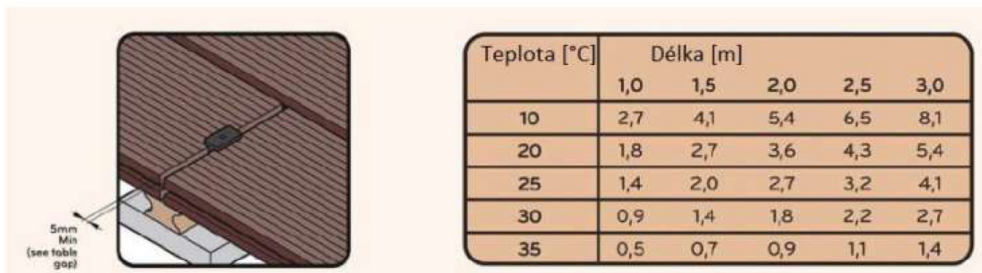 5mm
Min
(see table
gap)
Teplota [°C] Délka [m]
1,0 1,5 2,0 2,5 3,0
10 2,7 4,1 5,4 6,5 8,1
20 1,8 2,7 3,6 4,3 5,4
25 1,4 2,0 2,7 3,2 4,1
30 0,9 1,4 1,8 2,2 2,7
35 0,5 0,7 0,9 1,1 1,4